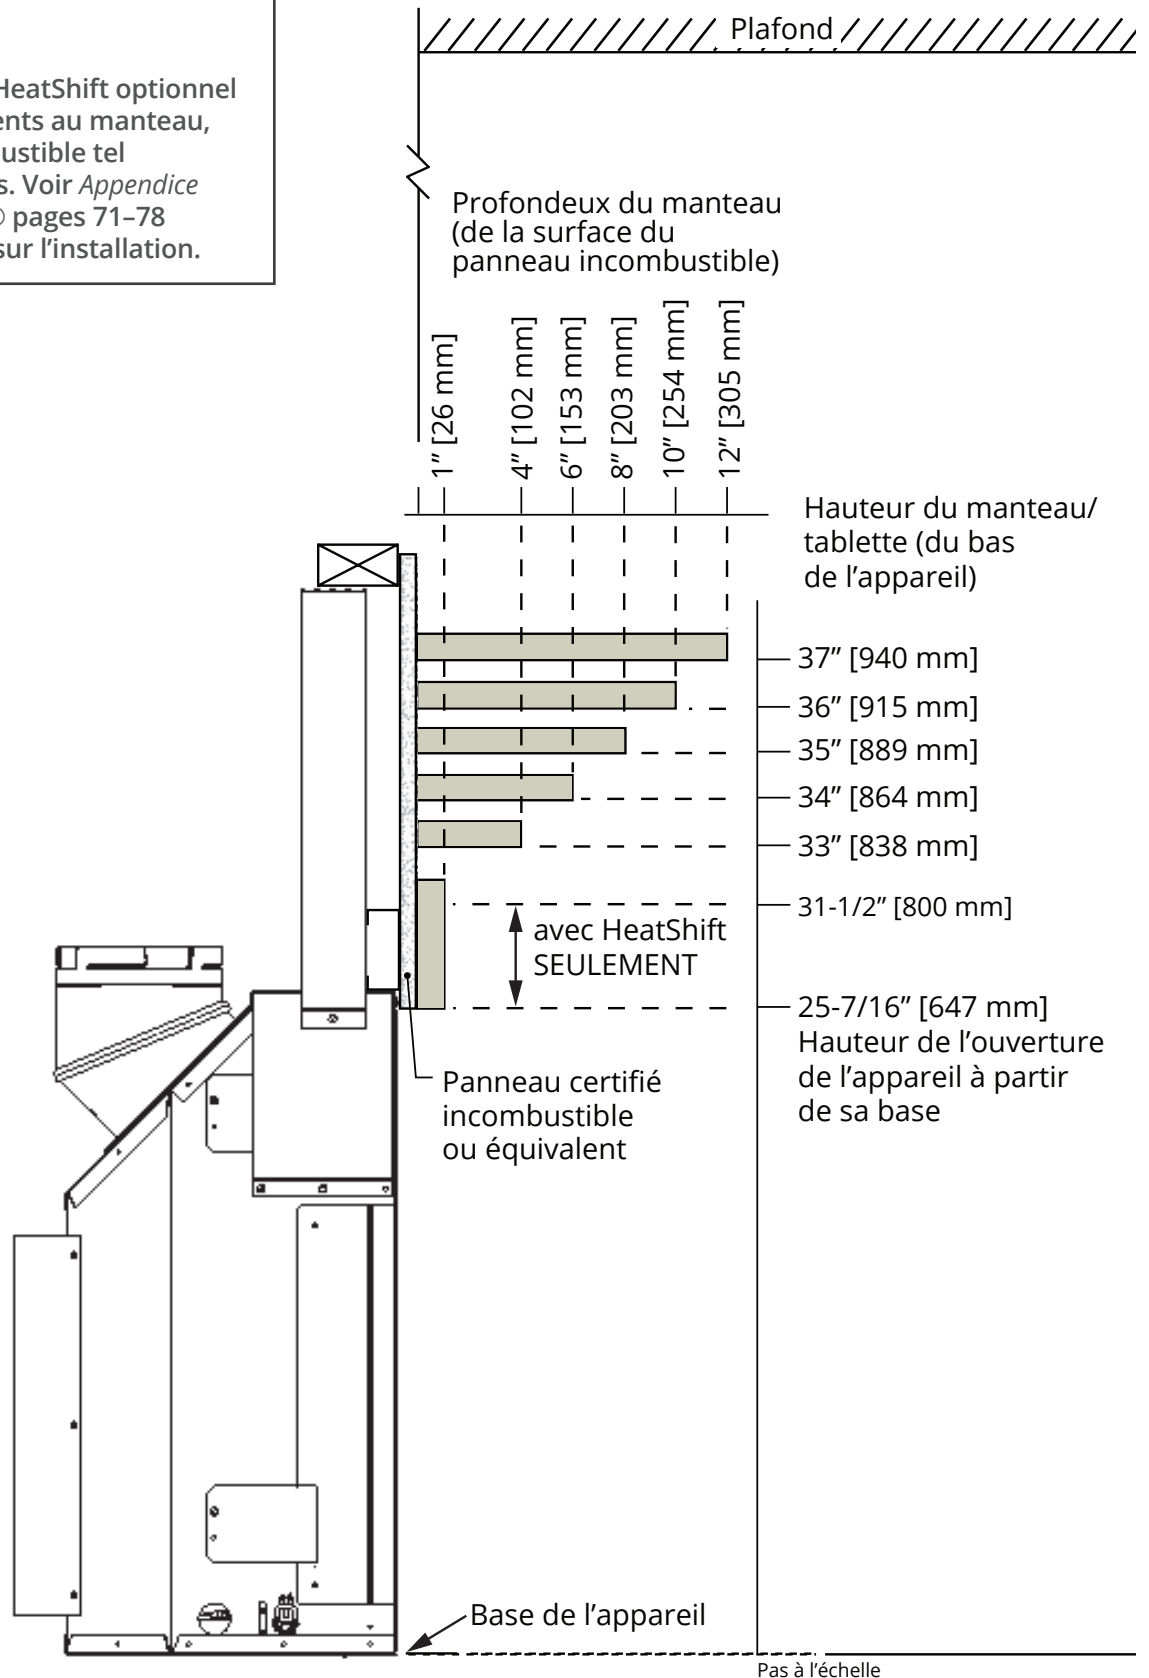 Plafond
HeatShift optionnel
ents au manteau,
ustible tel
s. Voir Appendice
pages 71–78
sur l’installation.
Profondeux du manteau
(de la surface du
panneau incombustible)
1” [26 mm]
4” [102 mm]
6” [153 mm]
8” [203 mm]
10” [254 mm]
12” [305 mm]
Hauteur du manteau/
tablette (du bas
de l’appareil)
37” [940 mm]
36” [915 mm]
35” [889 mm]
34” [864 mm]
33” [838 mm]
31-1/2” [800 mm]
avec HeatShift
SEULEMENT
25-7/16” [647 mm]
Hauteur de l’ouverture
de l’appareil à partir
de sa base
Panneau certifié
incombustible
ou équivalent
Base de l’appareil
Pas à l’échelle